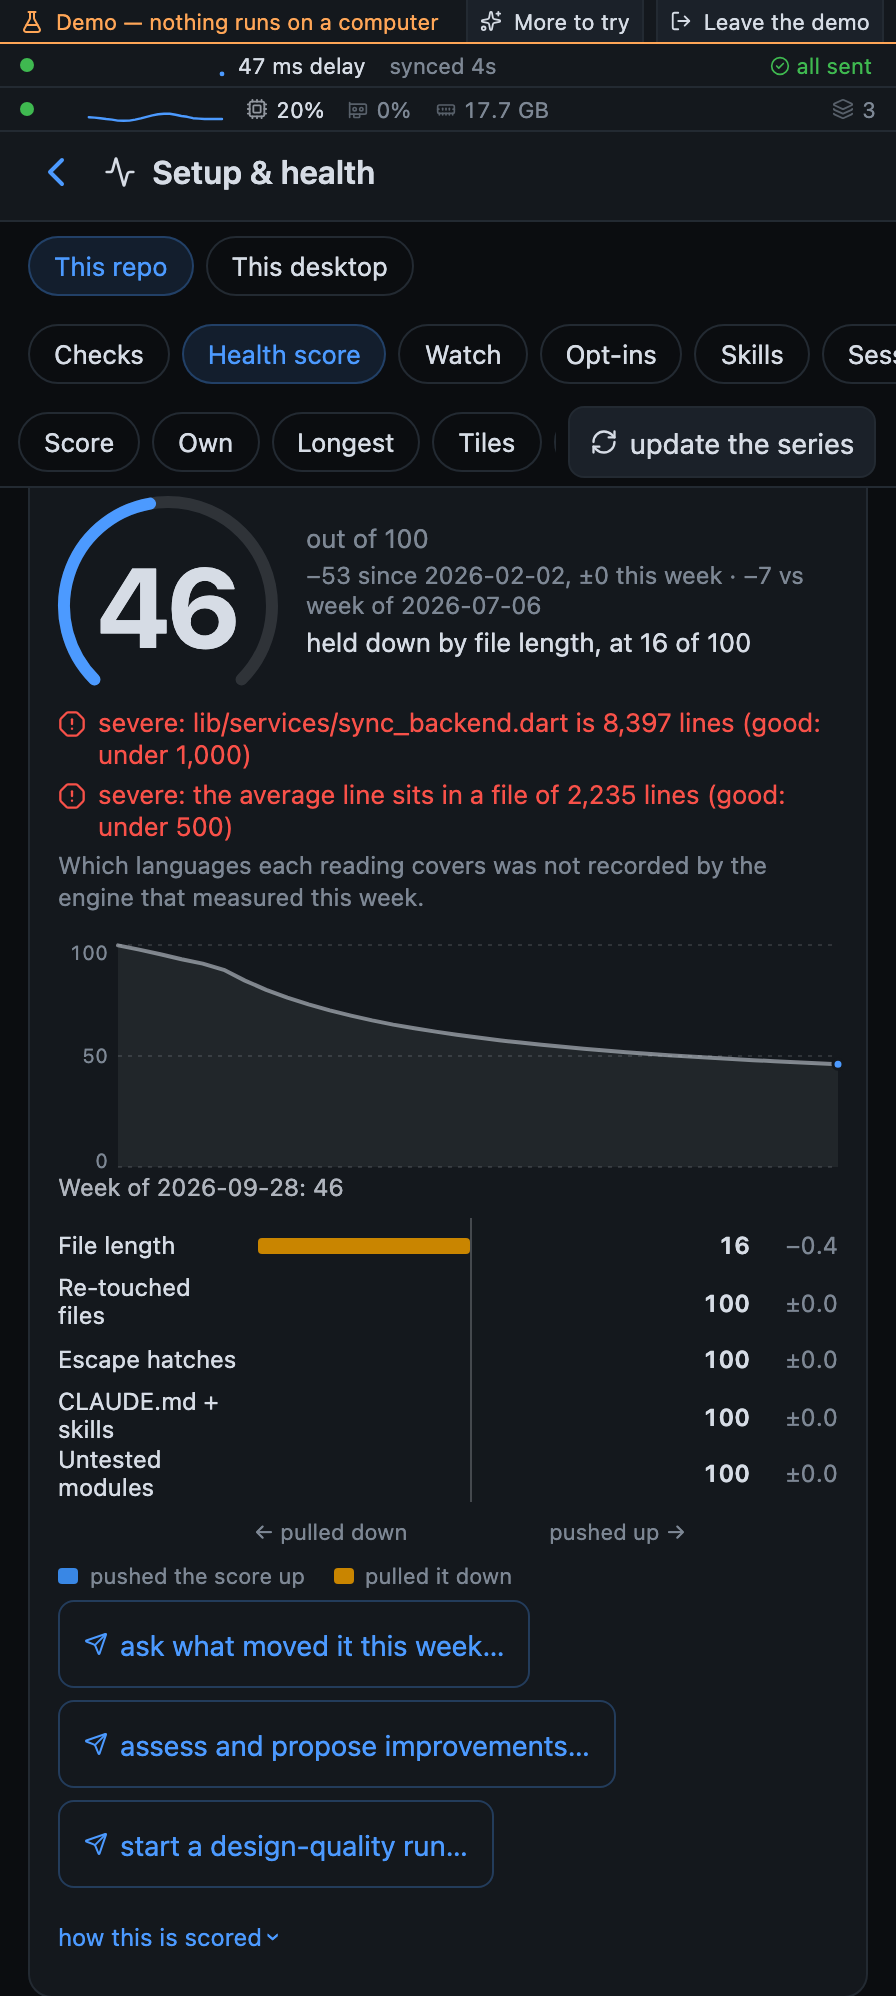 Demo — nothing runs on a computer
More to try
Leave the demo
47 ms delay
synced 4s
all sent
20%
0%
17.7 GB
3
Setup & health
This repo
This desktop
Checks
Health score
Watch
Opt-ins
Skills
Ses
Score
Own
Longest
Tiles
update the series
46
out of 100
−53 since 2026-02-02, ±0 this week · −7 vs
week of 2026-07-06
held down by file length, at 16 of 100
severe: lib/services/sync_backend.dart is 8,397 lines (good:
under 1,000)
severe: the average line sits in a file of 2,235 lines (good:
under 500)
Which languages each reading covers was not recorded by the
engine that measured this week.
100
50
0
Week of 2026-09-28: 46
File length
16
−0.4
Re-touched
files
100
±0.0
Escape hatches
100
±0.0
CLAUDE.md +
skills
100
±0.0
Untested
modules
100
±0.0
← pulled down
pushed up →
pushed the score up
pulled it down
ask what moved it this week...
assess and propose improvements...
start a design-quality run...
how this is scored